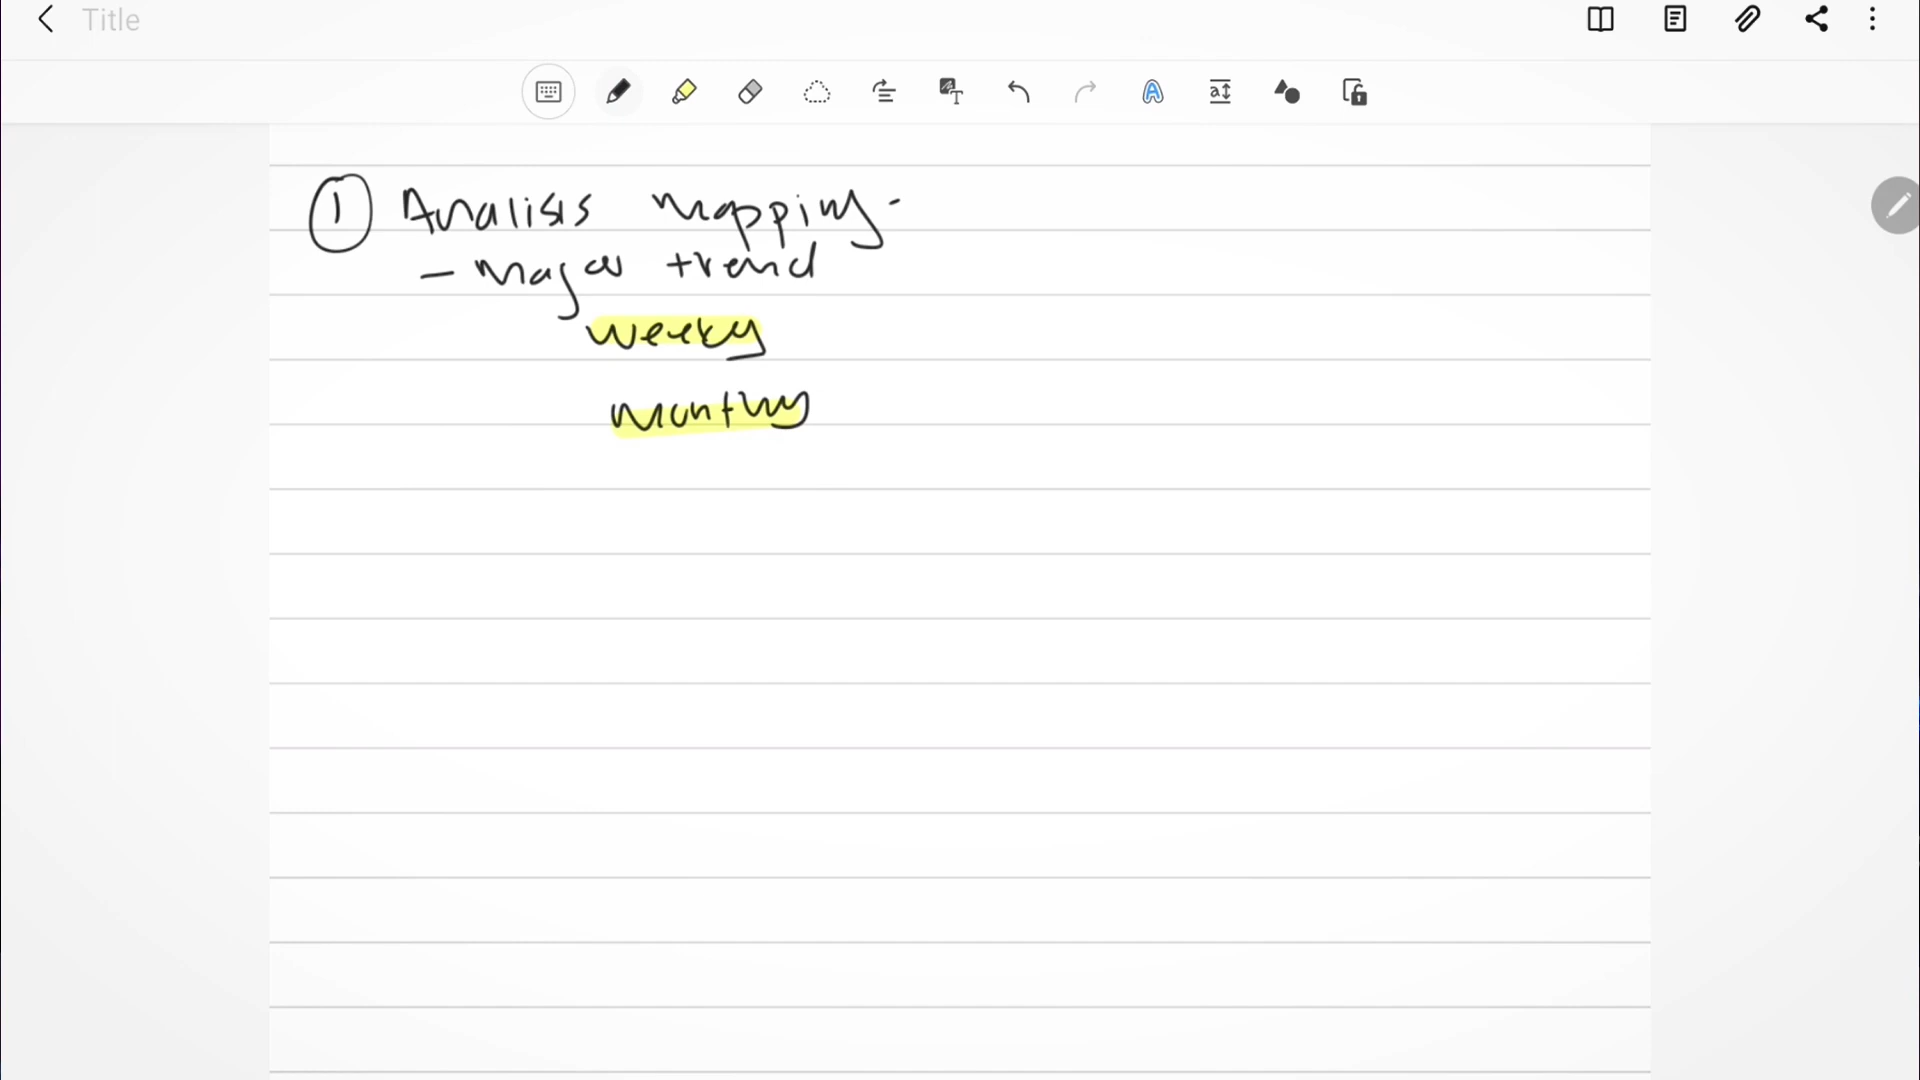 Title
① Analisis mapping.
- Major trend
weekly
monthly